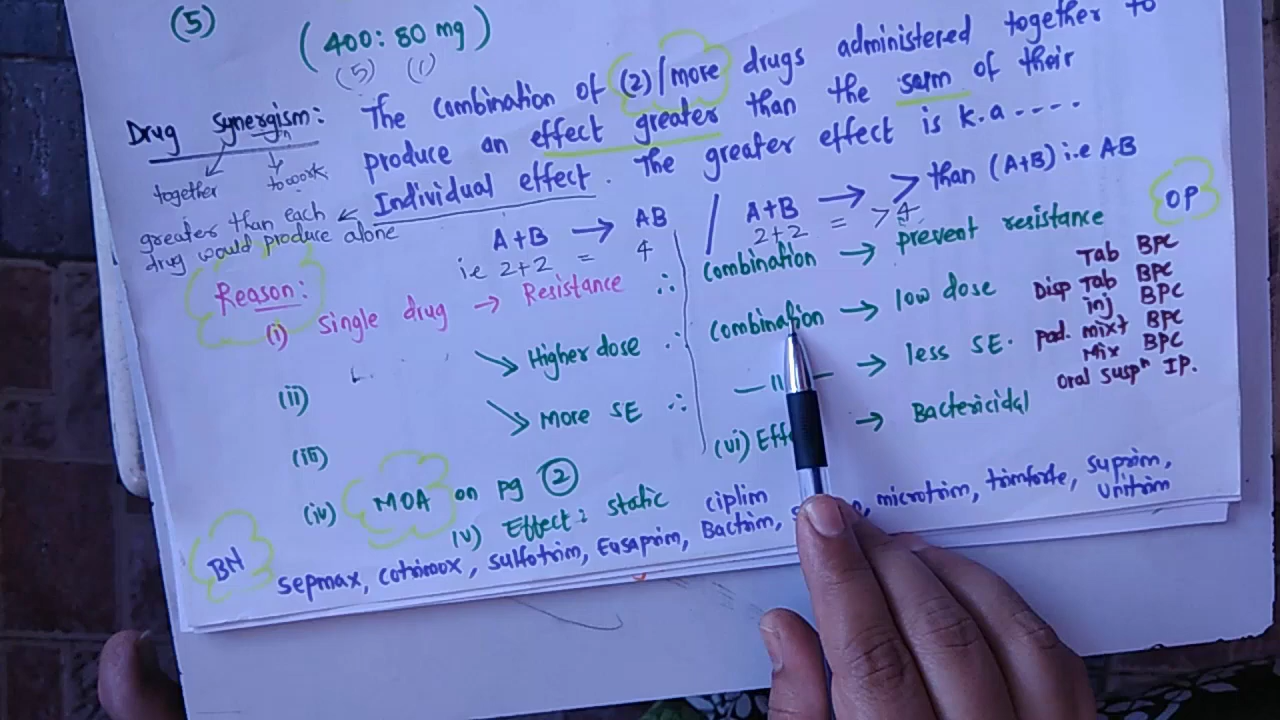 (5)
(400: 80 mg)
(5) (1)
Drug synergism: The combination of (2)/more drugs administered together to
produce an effect greater than the sum of their
Individual effect. The greater effect is k.a ....
together to work
greater than each
drug would produce alone
A+B → AB / A+B → > than (A+B) i.e AB
i.e 2+2 = 4 2+2 = >4
OP
Reason:
(i) Single drug → Resistance ∴ Combination → prevent resistance
(ii) → Higher dose ∴ Combination → low dose
(iii) → More SE ∴ —||— → less SE.
(iv) MOA on pg (2) (vi) Eff → Bactericidal
(v) Effect: static
Tab BPC
Disp Tab BPC
inj BPC
Pad. mixt BPC
Mix BPC
Oral suspn IP.
BN
sepmax, cotrimox, sulfotrim, Eusaprim, Bactrim, microtrim, trimforte, suprim,
ciplim Unitrim